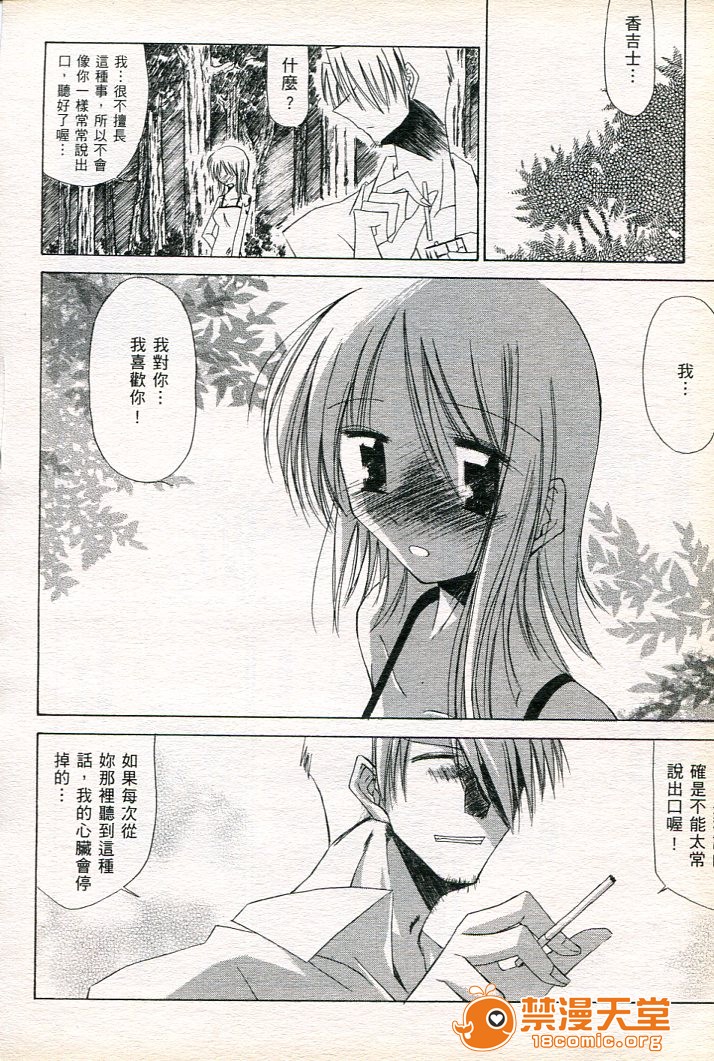 香吉士…
什麼？
我…很不擅長
這種事，所以不會
像你一樣常常說出
口，聽好了喔…
我…
我對你…
我喜歡你！
確是不能太常
說出口喔！
如果每次從
妳那裡聽到這種
話，我的心臟會停
掉的…
禁漫天堂
18comic.org